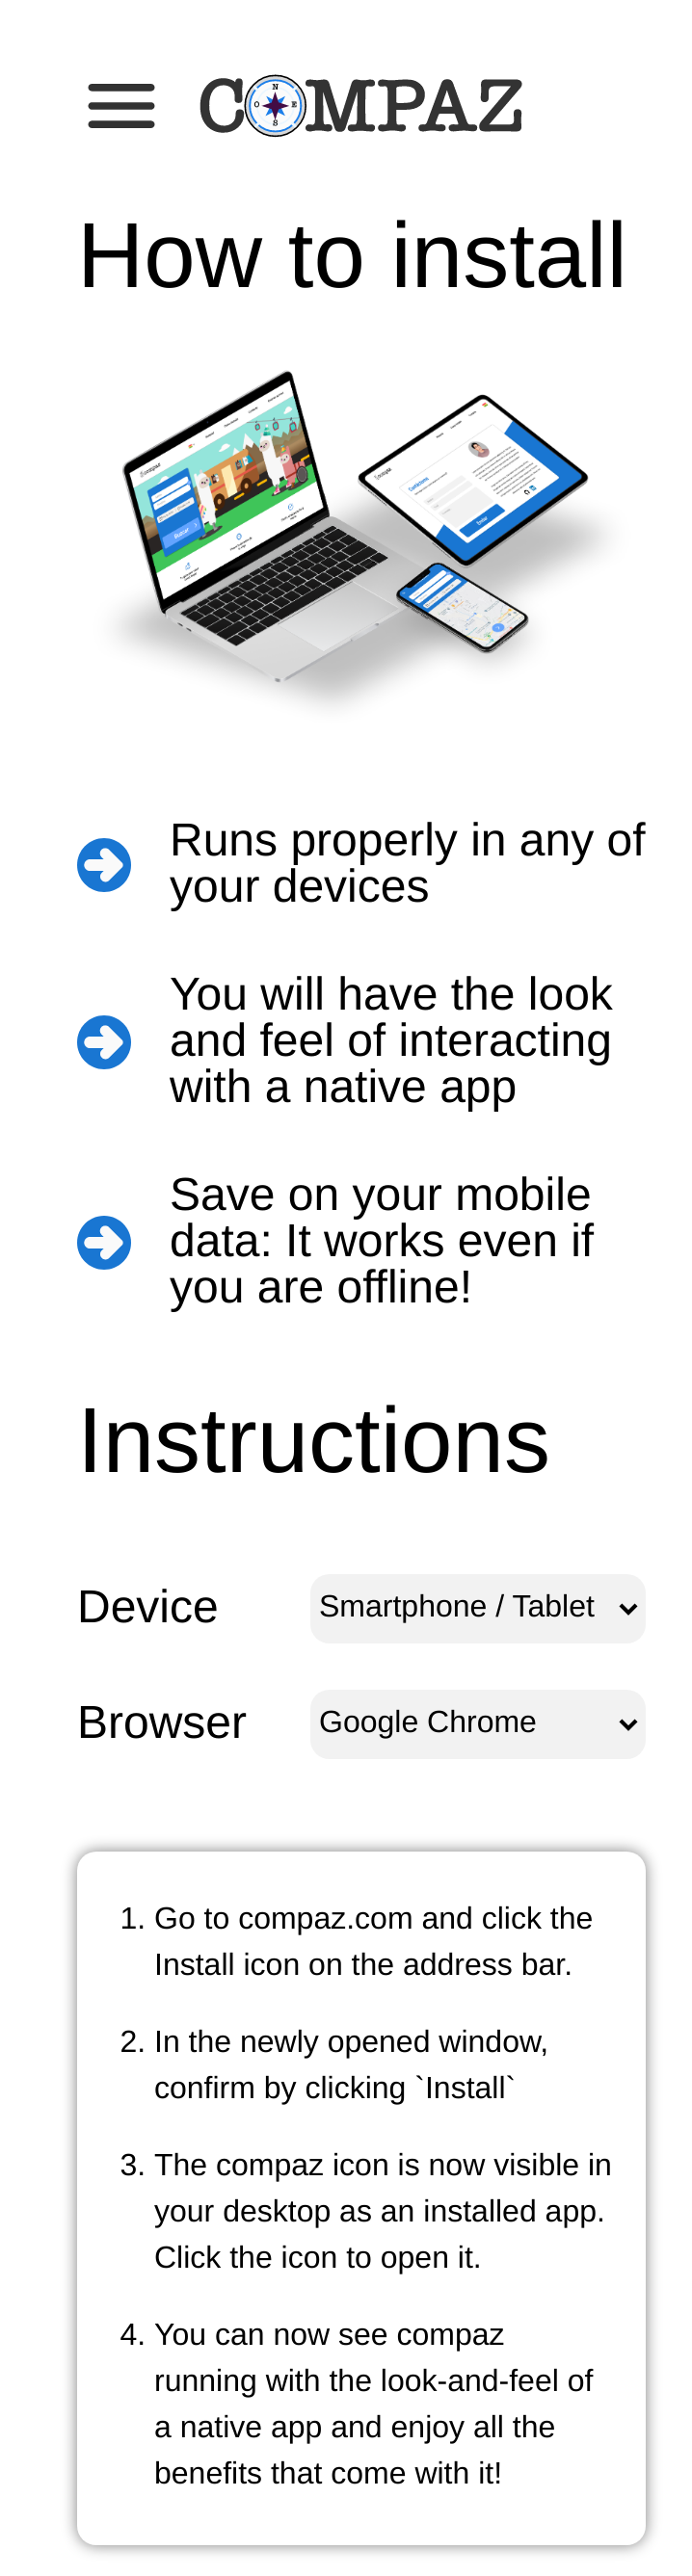 COMPAZ
How to install
Runs properly in any of
your devices
You will have the look
and feel of interacting
with a native app
Save on your mobile
data: It works even if
you are offline!
Instructions
Device
Smartphone / Tablet
Browser
Google Chrome
1. Go to compaz.com and click the
Install icon on the address bar.
2. In the newly opened window,
confirm by clicking `Install`
3. The compaz icon is now visible in
your desktop as an installed app.
Click the icon to open it.
4. You can now see compaz
running with the look-and-feel of
a native app and enjoy all the
benefits that come with it!